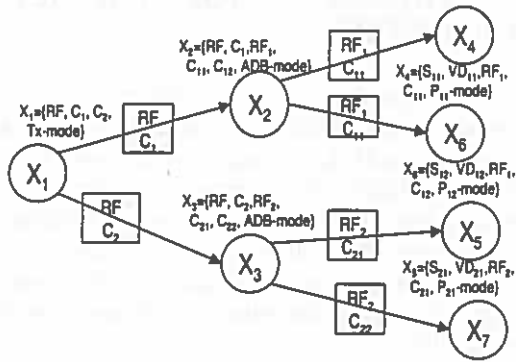 X₂={RF, C₁,RF₁,
C₁₁, C₁₂, ADB-mode}
RF₁
C₁₁
X₄
X₄={S₁₁, VD₁₁,RF₁,
C₁₁, P₁₁-mode}
X₁={RF, C₁, C₂,
Tx-mode}
RF
C₁
X₂
RF₁
C₁₁
X₆
X₁
X₆={S₁₂, VD₁₂,RF₁,
C₁₂, P₁₂-mode}
X₃={RF, C₂,RF₂,
C₂₁, C₂₂, ADB-mode}
RF
C₂
RF₂
C₂₁
X₅
X₃
X₅={S₂₁, VD₂₁,RF₂,
C₂₁, P₂₁-mode}
RF₂
C₂₂
X₇